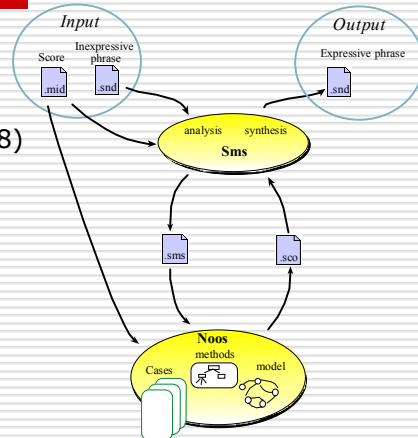 Input
Output
Score
Inexpressive
phrase
Expressive phrase
.mid
.snd
.snd
8)
analysis synthesis
Sms
.sms
.sco
Noos
methods
Cases
model